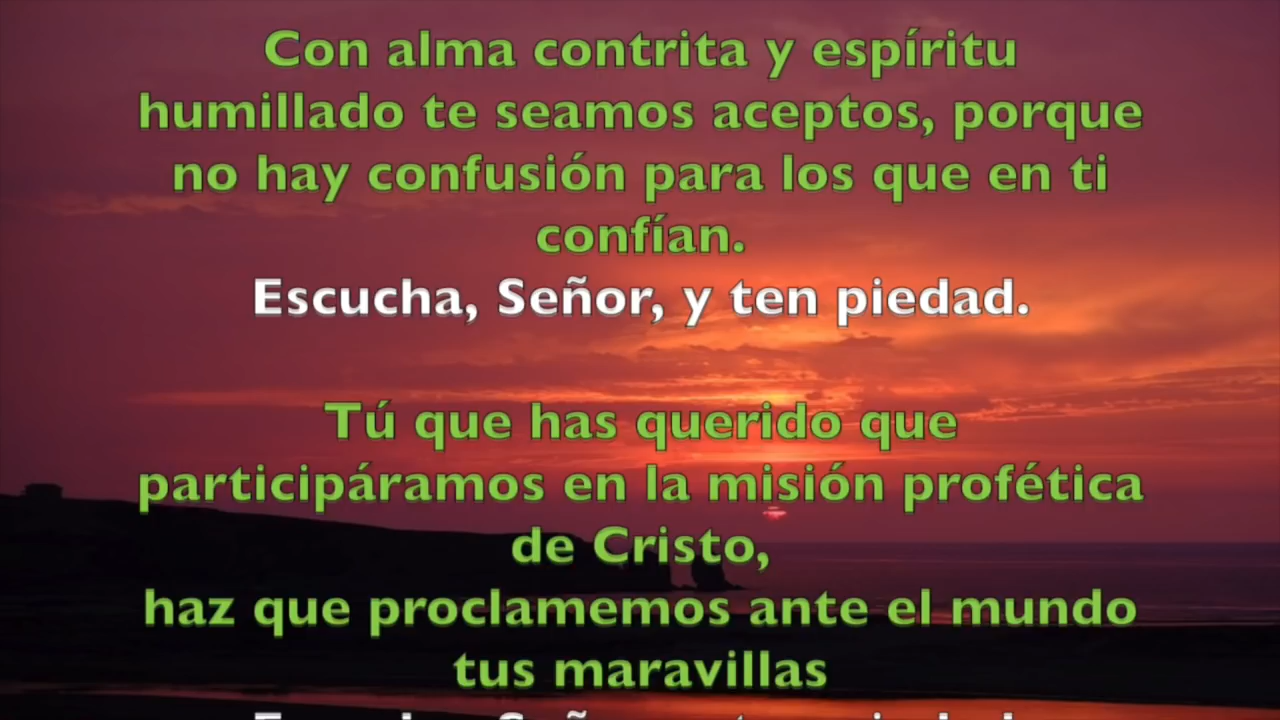 Con alma contrita y espíritu
humillado te seamos aceptos, porque
no hay confusión para los que en ti
confían.
Escucha, Señor, y ten piedad.
Tú que has querido que
participáramos en la misión profética
de Cristo,
haz que proclamemos ante el mundo
tus maravillas